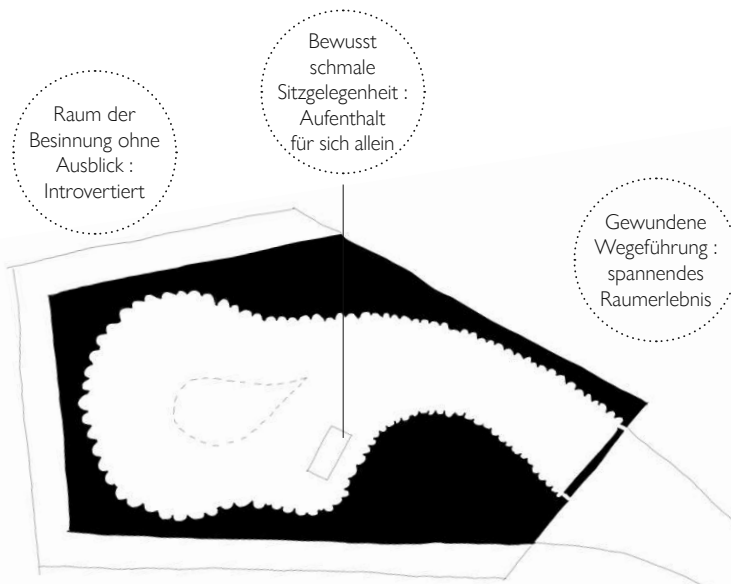 Bewusst
schmale
Sitzgelegenheit :
Aufenthalt
für sich allein
Raum der
Besinnung ohne
Ausblick :
Introvertiert
Gewundene
Wegeführung :
spannendes
Raumerlebnis